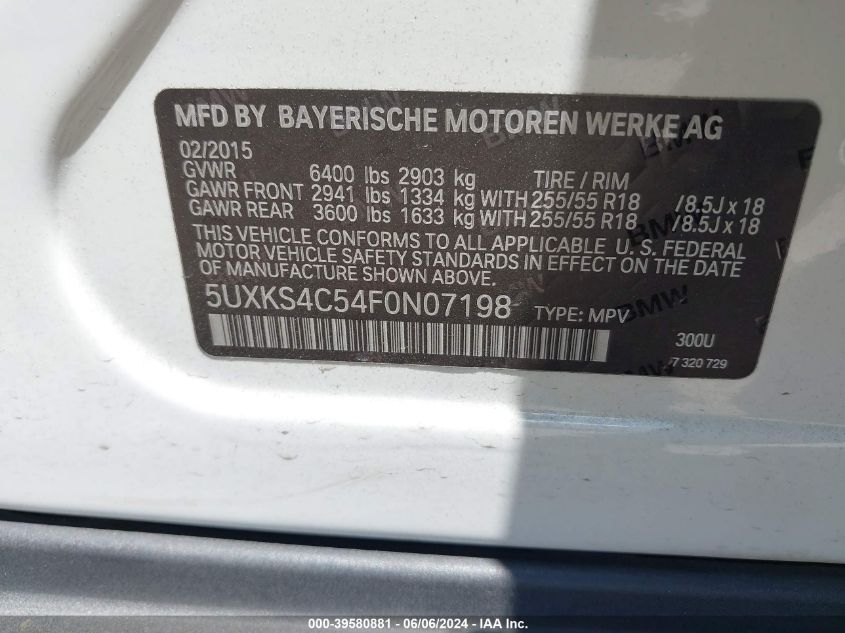 MFD BY BAYERISCHE MOTOREN WERKE AG
02/2015
GVWR 6400 lbs 2903 kg TIRE / RIM
GAWR FRONT 2941 lbs 1334 kg WITH 255/55 R18 /8.5J x 18
GAWR REAR 3600 lbs 1633 kg WITH 255/55 R18 /8.5J x 18
THIS VEHICLE CONFORMS TO ALL APPLICABLE U. S. FEDERAL
MOTOR VEHICLE SAFETY STANDARDS IN EFFECT ON THE DATE
OF MANUFACTURE SHOWN ABOVE.
5UXKS4C54F0N07198 TYPE: MPV
300U
7 320 729
000-39580881 - 06/06/2024 - IAA Inc.